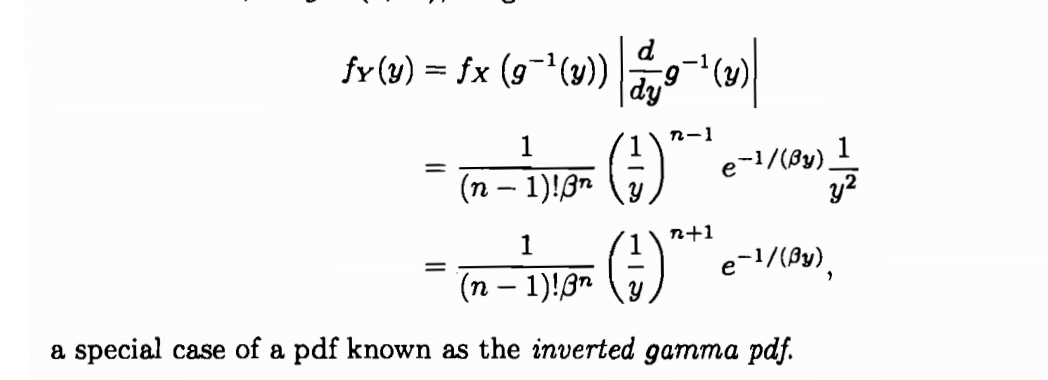 f_Y(y) = f_X (g^{-1}(y)) | d/dy g^{-1}(y) |
= 1/((n − 1)!β^n) (1/y)^{n−1} e^{−1/(βy)} 1/y^2
= 1/((n − 1)!β^n) (1/y)^{n+1} e^{−1/(βy)},
a special case of a pdf known as the inverted gamma pdf.